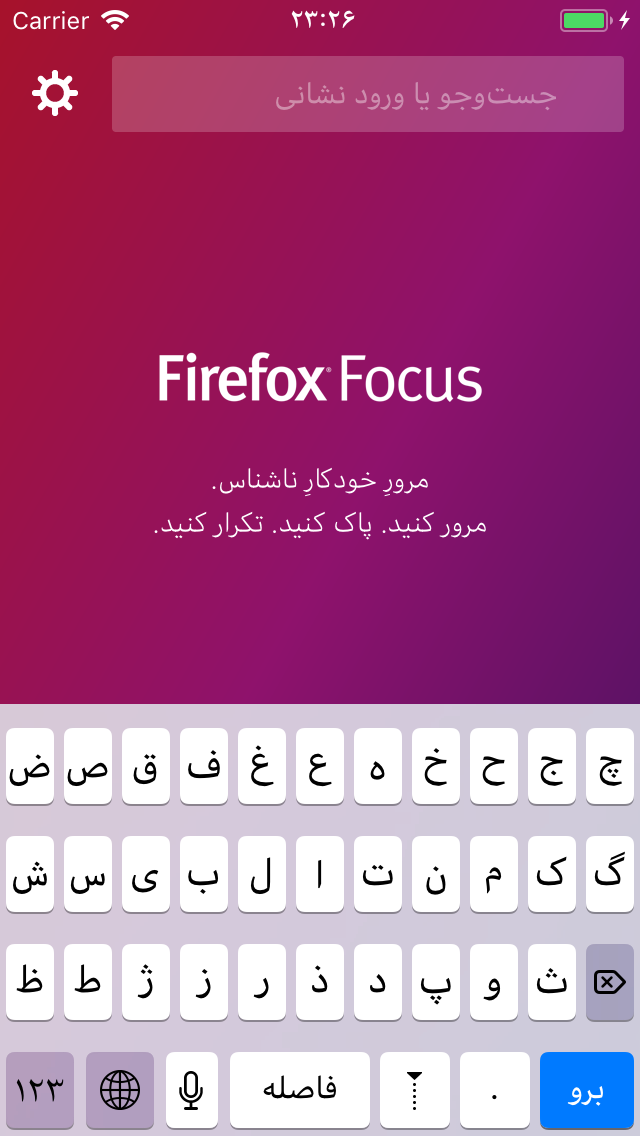 Carrier ۲۳:۲۶
جست‌وجو یا ورود نشانی
Firefox® Focus
مرورِ خودکارِ ناشناس.
مرور کنید. پاک کنید. تکرار کنید.
ض ص ق ف غ ع ه خ ح ج چ
ش س ی ب ل ا ت ن م ک گ
ظ ط ژ ز ر ذ د پ و ث
۱۲۳ فاصله . برو